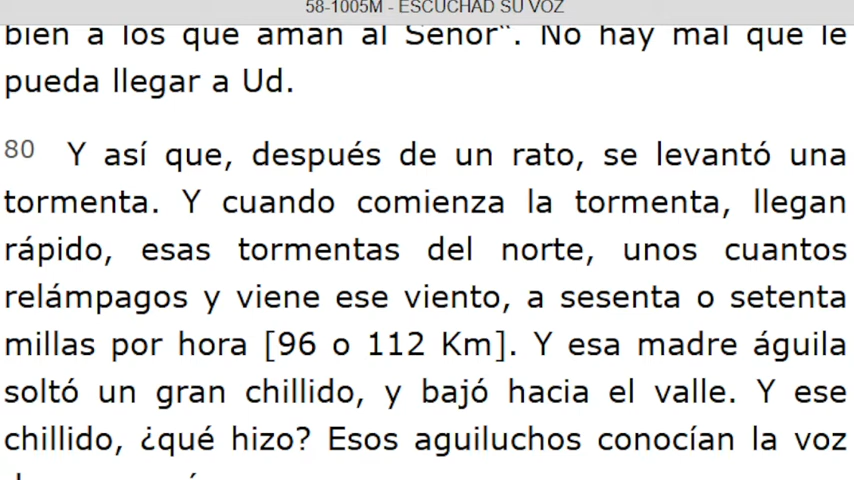 58-1005M - ESCUCHAD SU VOZ
bien a los que aman al Señor". No hay mal que le
pueda llegar a Ud.
80 Y así que, después de un rato, se levantó una
tormenta. Y cuando comienza la tormenta, llegan
rápido, esas tormentas del norte, unos cuantos
relámpagos y viene ese viento, a sesenta o setenta
millas por hora [96 o 112 Km]. Y esa madre águila
soltó un gran chillido, y bajó hacia el valle. Y ese
chillido, ¿qué hizo? Esos aguiluchos conocían la voz